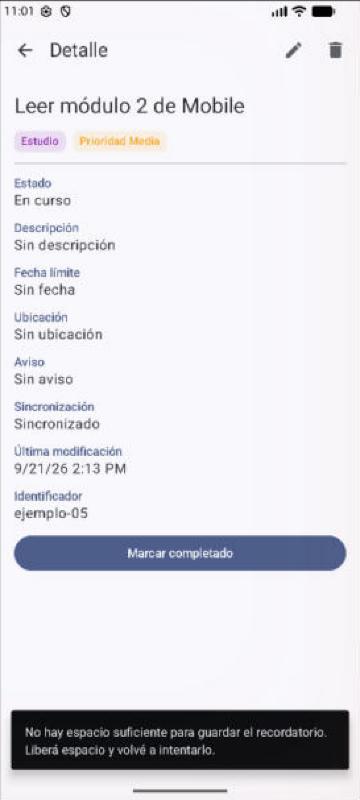 11:01
Detalle
Leer módulo 2 de Mobile
Estudio
Prioridad Media
Estado
En curso
Descripción
Sin descripción
Fecha límite
Sin fecha
Ubicación
Sin ubicación
Aviso
Sin aviso
Sincronización
Sincronizado
Última modificación
9/21/26 2:13 PM
Identificador
ejemplo-05
Marcar completado
No hay espacio suficiente para guardar el recordatorio.
Liberá espacio y volvé a intentarlo.